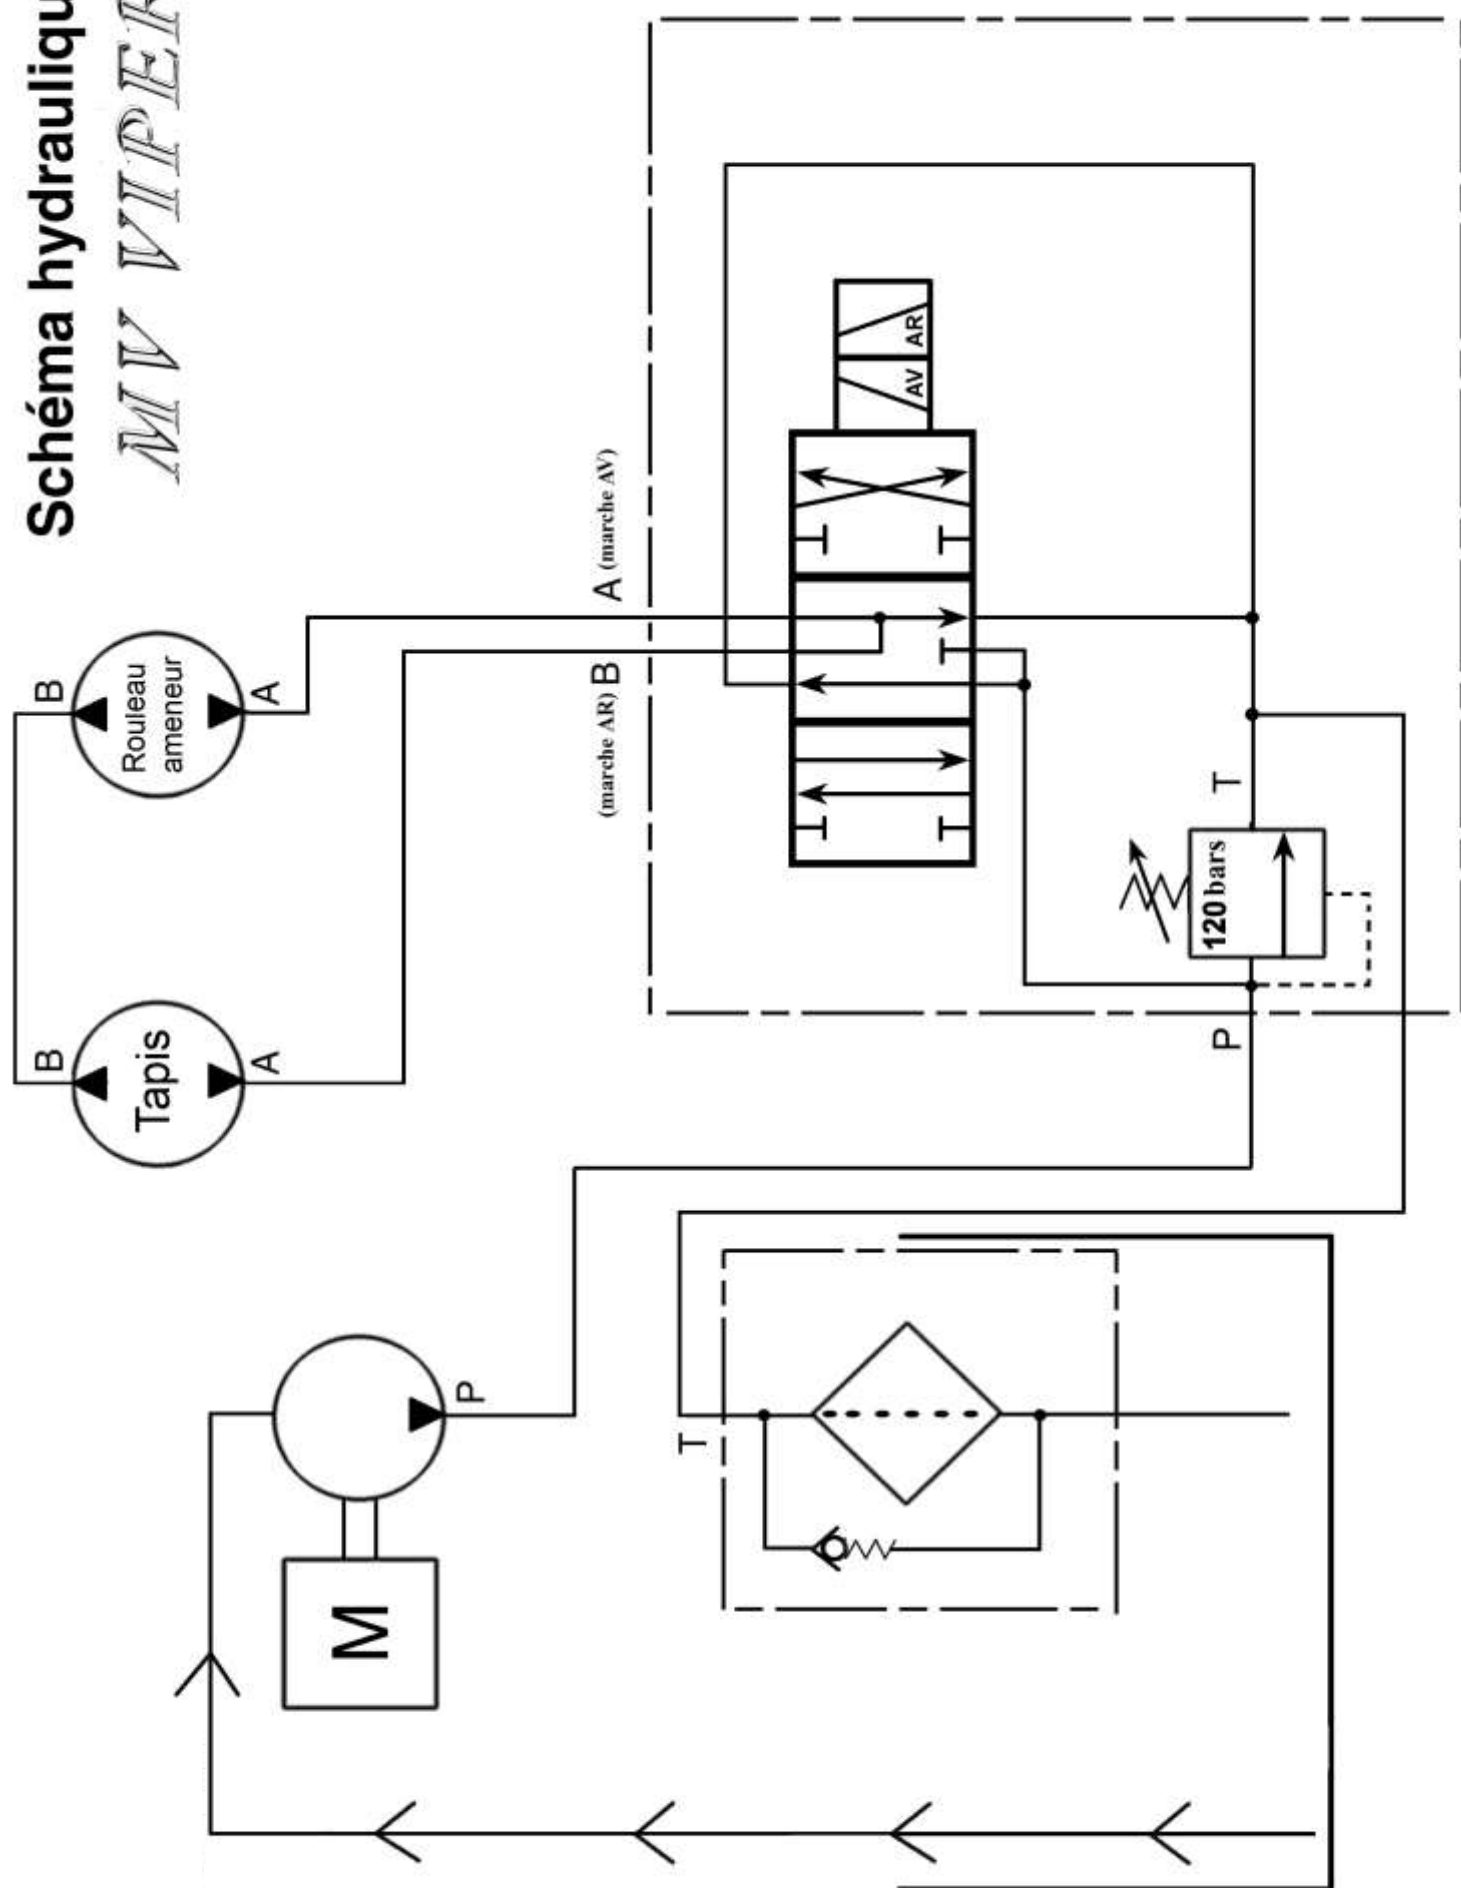 Schéma hydrauliqu
MV VIPER
B
Rouleau
ameneur
A
B
Tapis
A
A (marche AV)
(marche AR) B
AV
AR
T
120 bars
P
P
M
T